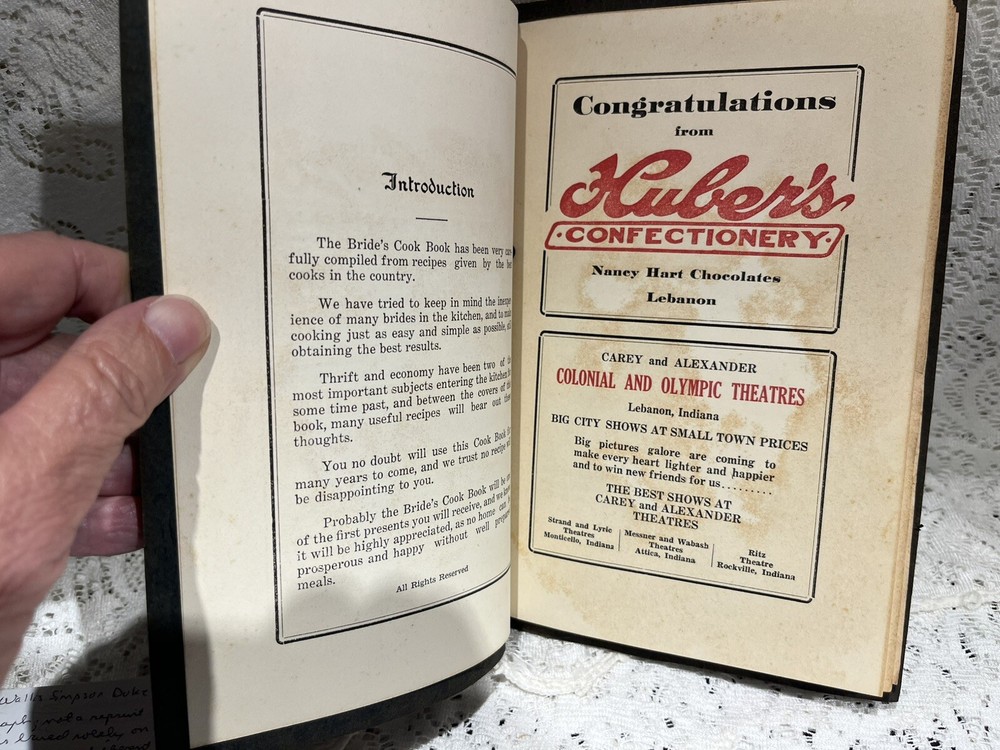 Introduction
The Bride's Cook Book has been very
fully compiled from recipes given by the
cooks in the country.
We have tried to keep in mind the
ience of many brides in the kitchen, and to
cooking just as easy and simple as possible,
obtaining the best results.
Thrift and economy have been two of
most important subjects entering the kitchen
some time past, and between the covers of
book, many useful recipes will bear out
thoughts.
You no doubt will use this Cook Book
many years to come, and we trust no recipe
be disappointing to you.
Probably the Bride's Cook Book will be
of the first presents you will receive, and we
it will be highly appreciated, as no home can
prosperous and happy without well
meals.
All Rights Reserved
Congratulations
from
Huber's
·CONFECTIONERY·
Nancy Hart Chocolates
Lebanon
CAREY and ALEXANDER
COLONIAL AND OLYMPIC THEATRES
Lebanon, Indiana
BIG CITY SHOWS AT SMALL TOWN PRICES
Big pictures galore are coming to
make every heart lighter and happier
and to win new friends for us.........
THE BEST SHOWS AT
CAREY and ALEXANDER
THEATRES
Strand and Lyric
Theatres
Monticello, Indiana
Messner and Wabash
Theatres
Attica, Indiana
Ritz
Theatre
Rockville, Indiana
Duke
not a reprint